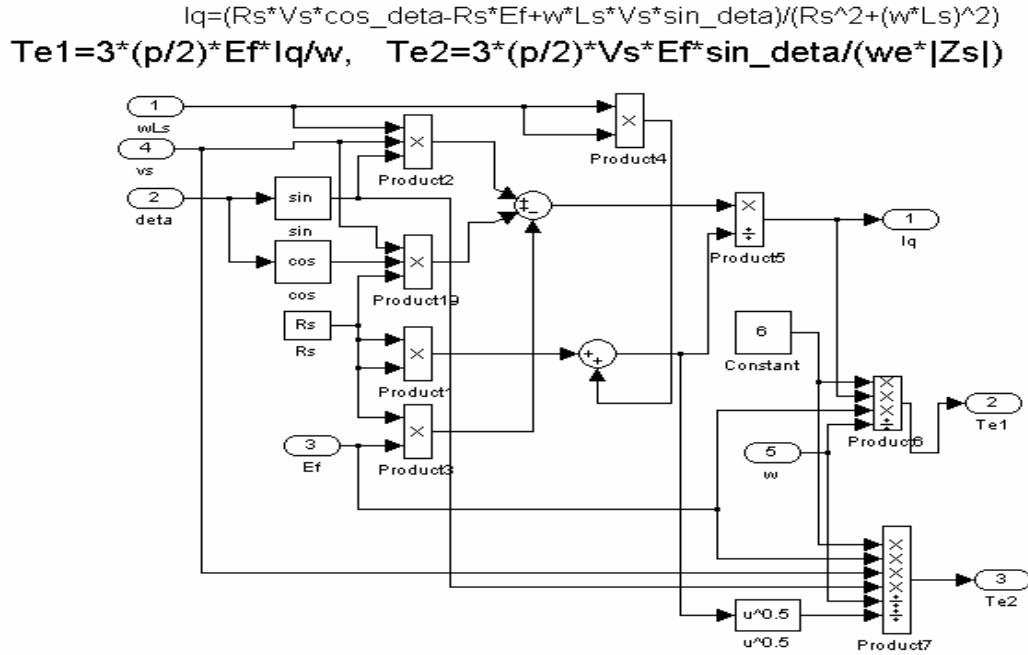 Iq=(Rs*Vs*cos_deta-Rs*Ef+w*Ls*Vs*sin_deta)/(Rs^2+(w*Ls)^2)
Te1=3*(p/2)*Ef*Iq/w, Te2=3*(p/2)*Vs*Ef*sin_deta/(we*|Zs|)
1
wLs
×
Product4
4
vs
×
Product2
2
deta
sin
sin
+
+
−
×
÷
Product5
1
Iq
cos
cos
×
Product19
Rs
Rs
×
Product1
+
+
6
Constant
×
×
×
÷
Product6
2
Te1
3
Ef
×
Product3
5
w
×
×
×
×
÷
÷
Product7
3
Te2
u^0.5
u^0.5